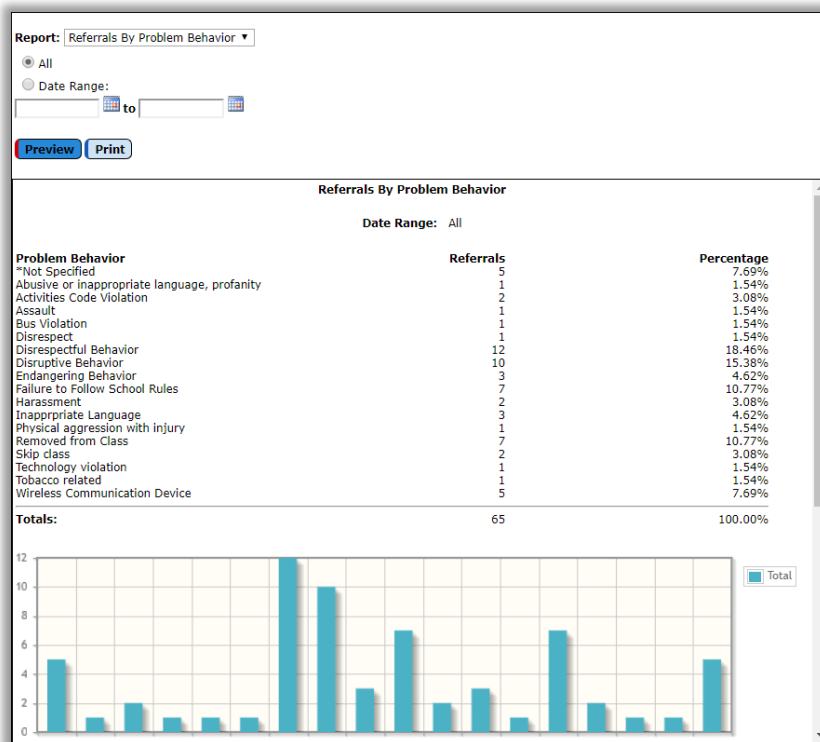 Report: Referrals By Problem Behavior
All
Date Range:
to
Preview Print
Referrals By Problem Behavior
Date Range: All
Problem Behavior Referrals Percentage
*Not Specified 5 7.69%
Abusive or inappropriate language, profanity 1 1.54%
Activities Code Violation 2 3.08%
Assault 1 1.54%
Bus Violation 1 1.54%
Disrespect 1 1.54%
Disrespectful Behavior 12 18.46%
Disruptive Behavior 10 15.38%
Endangering Behavior 3 4.62%
Failure to Follow School Rules 7 10.77%
Harassment 2 3.08%
Inapprpriate Language 3 4.62%
Physical aggression with injury 1 1.54%
Removed from Class 7 10.77%
Skip class 2 3.08%
Technology violation 1 1.54%
Tobacco related 1 1.54%
Wireless Communication Device 5 7.69%
Totals: 65 100.00%
12
Total
10
8
6
4
2
0